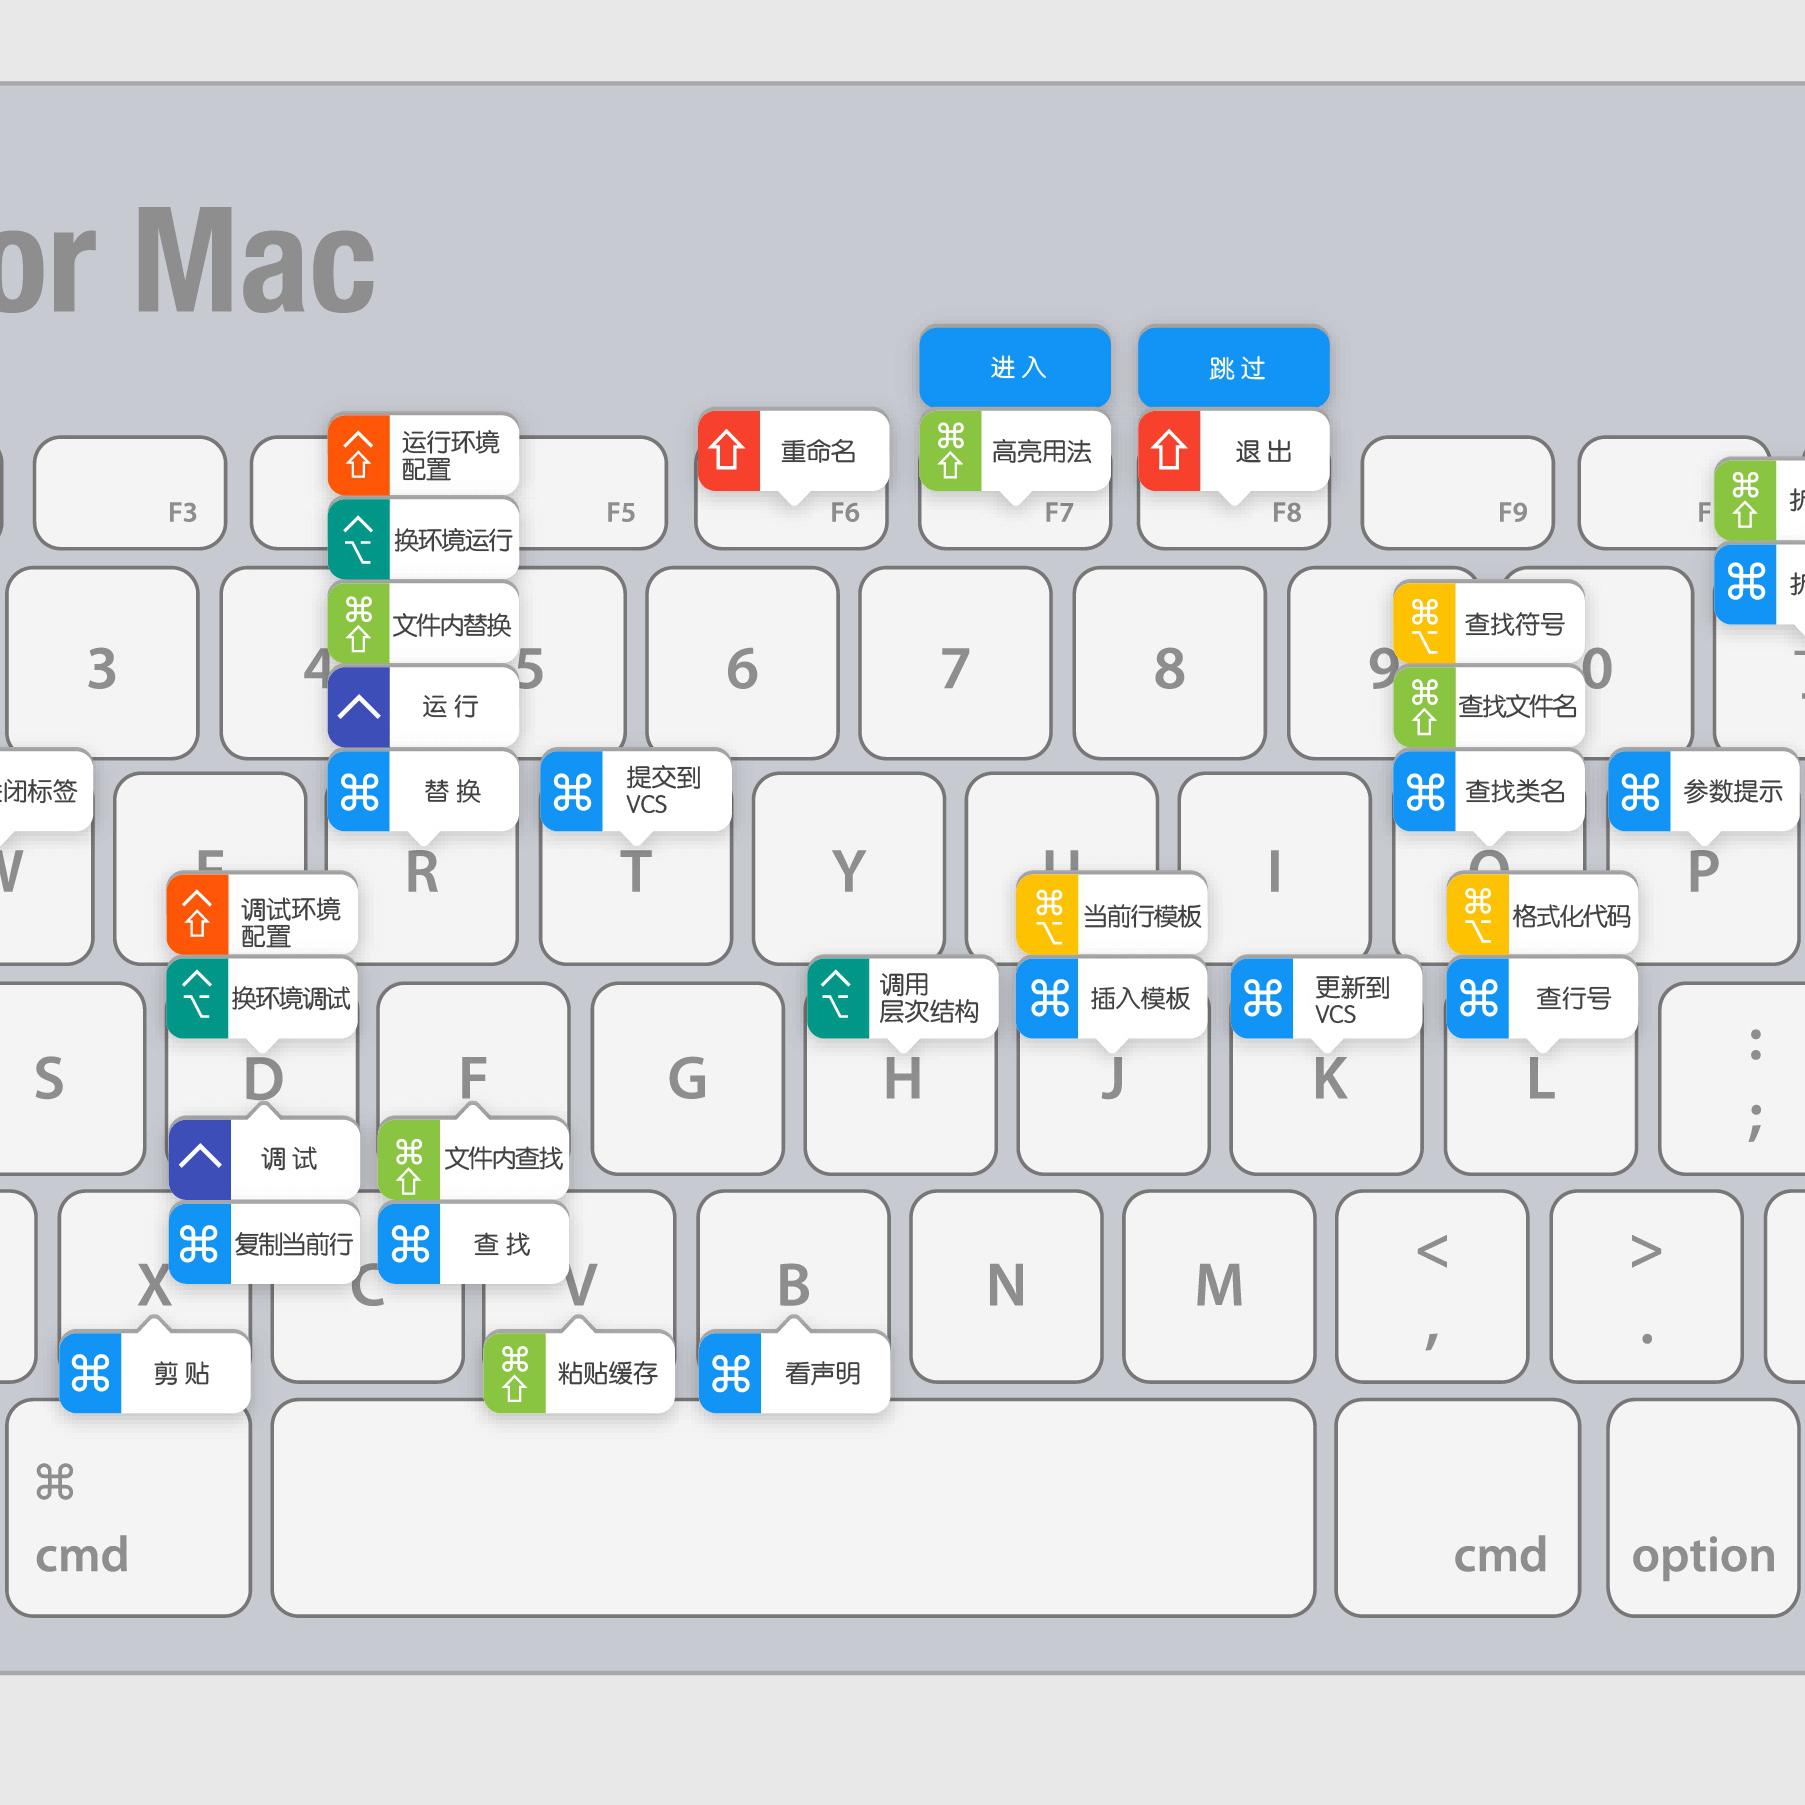 or Mac
进入
跳过
运行环境
配置
重命名
高亮用法
退出
F3
F5
F6
F7
F8
F9
F
换环境运行
文件内替换
运行
替换
3
4
5
6
7
8
9
0
查找符号
查找文件名
查找类名
参数提示
闭标签
提交到
VCS
W
E
R
T
Y
U
I
O
P
调试环境
配置
换环境调试
调用
层次结构
当前行模板
插入模板
更新到
VCS
格式化代码
查行号
S
D
F
G
H
J
K
L
:
;
调试
复制当前行
文件内查找
查找
X
C
V
B
N
M
<
,
>
.
剪贴
粘贴缓存
看声明
⌘
cmd
cmd
option